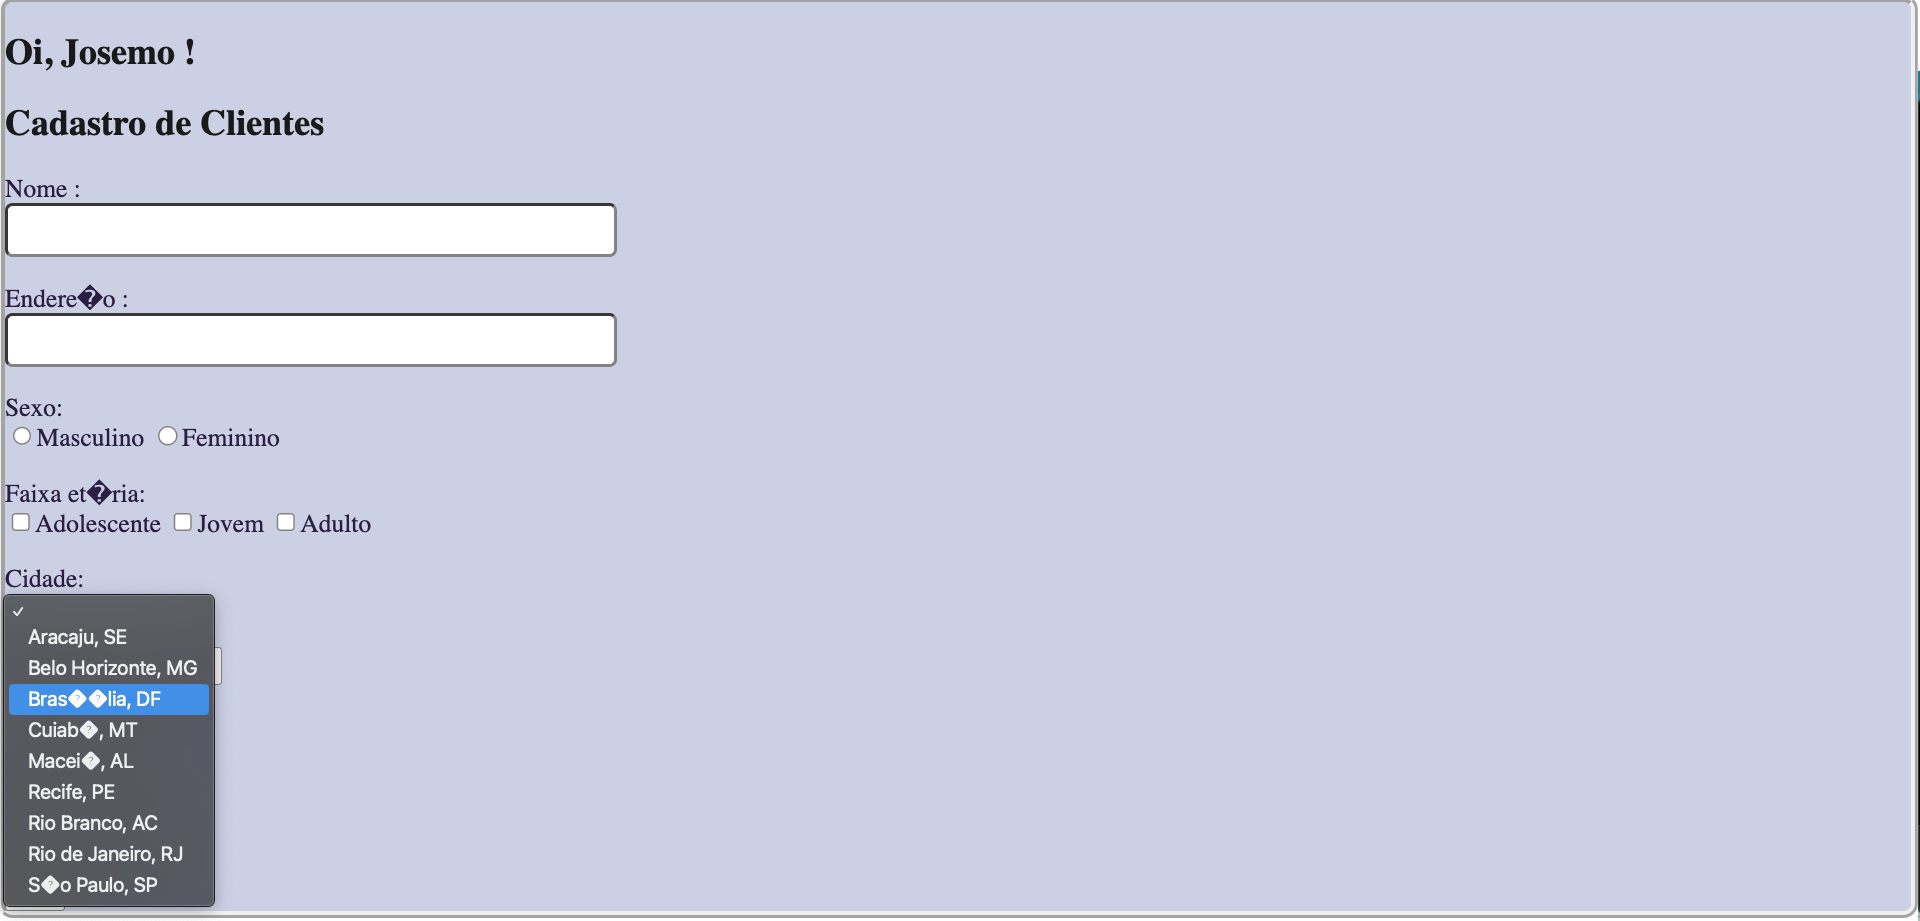 Oi, Josemo !
Cadastro de Clientes
Nome :
Endere�o :
Sexo:
Masculino Feminino
Faixa et�ria:
Adolescente Jovem Adulto
Cidade:
Aracaju, SE
Belo Horizonte, MG
Bras��lia, DF
Cuiab�, MT
Macei�, AL
Recife, PE
Rio Branco, AC
Rio de Janeiro, RJ
S�o Paulo, SP